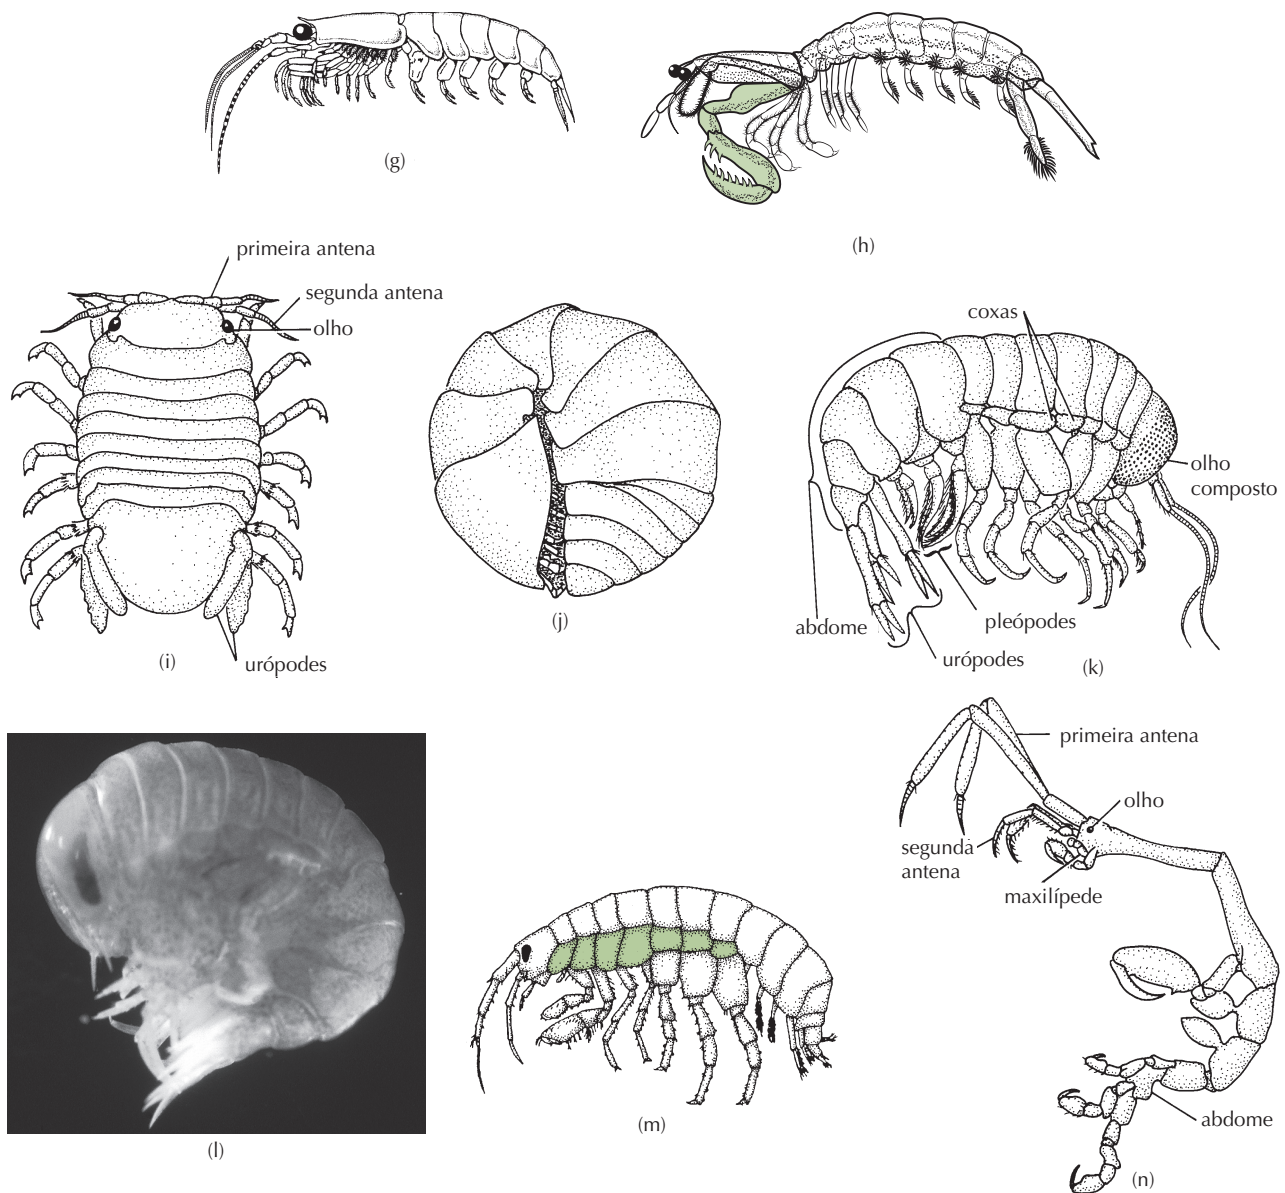 (g)
(h)
primeira antena
segunda antena
olho
(i)
urópodes
(j)
coxas
olho
composto
abdome
pleópodes
urópodes
(k)
(l)
(m)
primeira antena
olho
segunda
antena
maxilípede
abdome
(n)